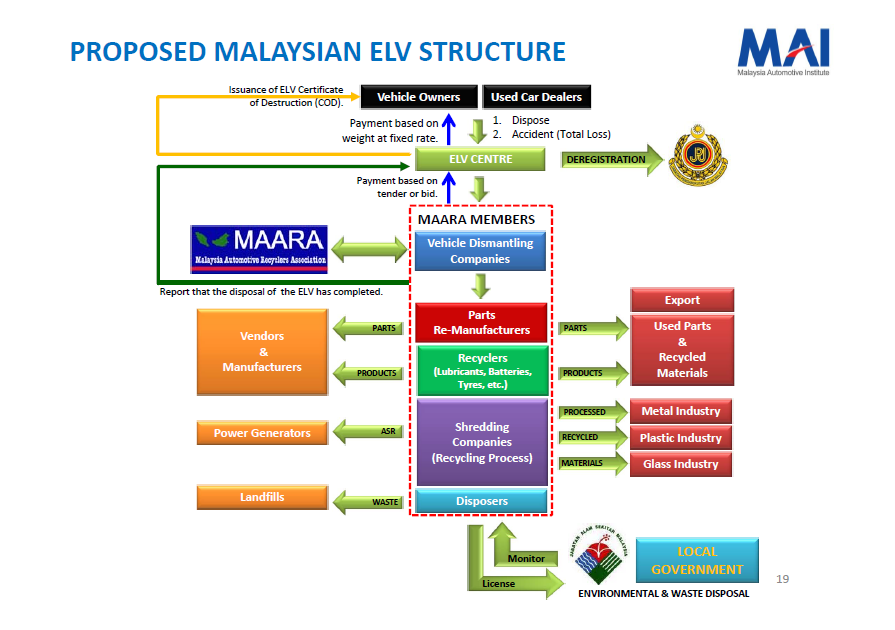 PROPOSED MALAYSIAN ELV STRUCTURE
MAI
Malaysia Automotive Institute
Issuance of ELV Certificate
of Destruction (COD).
Vehicle Owners
Used Car Dealers
Payment based on
weight at fixed rate.
1. Dispose
2. Accident (Total Loss)
ELV CENTRE
DEREGISTRATION
JPJ
Payment based on
tender or bid.
MAARA MEMBERS
MAARA
Malaysia Automotive Recyclers Association
Vehicle Dismantling
Companies
Report that the disposal of the ELV has completed.
Parts
Re-Manufacturers
Export
Vendors
&
Manufacturers
PARTS
PARTS
Used Parts
&
Recycled
Materials
Recyclers
(Lubricants, Batteries,
Tyres, etc.)
PRODUCTS
PRODUCTS
Shredding
Companies
(Recycling Process)
PROCESSED
Metal Industry
Power Generators
ASR
RECYCLED
Plastic Industry
MATERIALS
Glass Industry
Landfills
WASTE
Disposers
JABATAN ALAM SEKITAR MALAYSIA
Monitor
License
LOCAL
GOVERNMENT
ENVIRONMENTAL & WASTE DISPOSAL
19